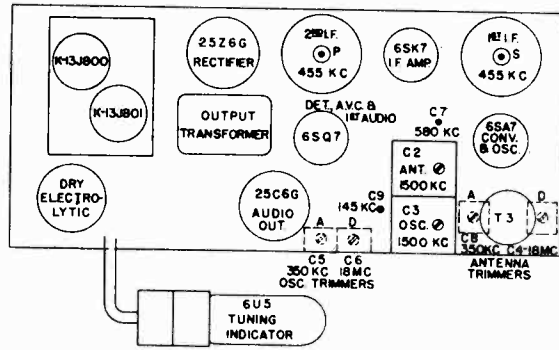 K-13J800
K-13J801
25Z6G
RECTIFIER
2ND I.F.
P
455 KC
6SK7
I.F. AMP.
1ST I.F.
S
455 KC
OUTPUT
TRANSFORMER
DET., A.V.C. &
1ST AUDIO
6SQ7
C7
580 KC
6SA7
CONV.
& OSC.
C2
ANT.
1500 KC
DRY
ELECTRO-
LYTIC
25C6G
AUDIO
OUT.
C9
145 KC
C3
OSC.
1500 KC
A
T3
D
C8
350KC
C4-18MC
ANTENNA
TRIMMERS
A
D
C5
350 KC
C6
18MC
OSC. TRIMMERS
6U5
TUNING
INDICATOR